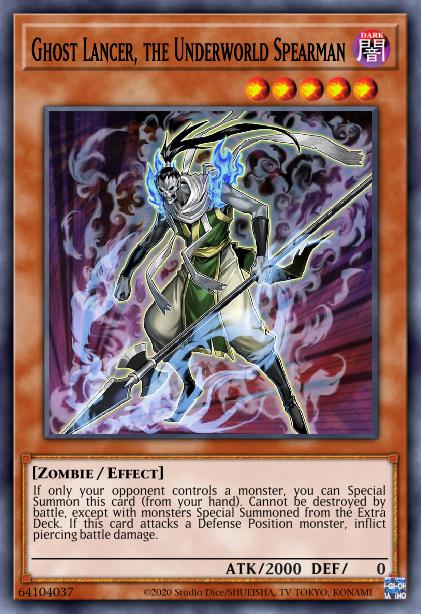 Ghost Lancer, the Underworld Spearman
DARK
闇
[Zombie / Effect]
If only your opponent controls a monster, you can Special
Summon this card (from your hand). Cannot be destroyed by
battle, except with monsters Special Summoned from the Extra
Deck. If this card attacks a Defense Position monster, inflict
piercing battle damage.
ATK/2000 DEF/ 0
64104037
©2020 Studio Dice/SHUEISHA, TV TOKYO, KONAMI